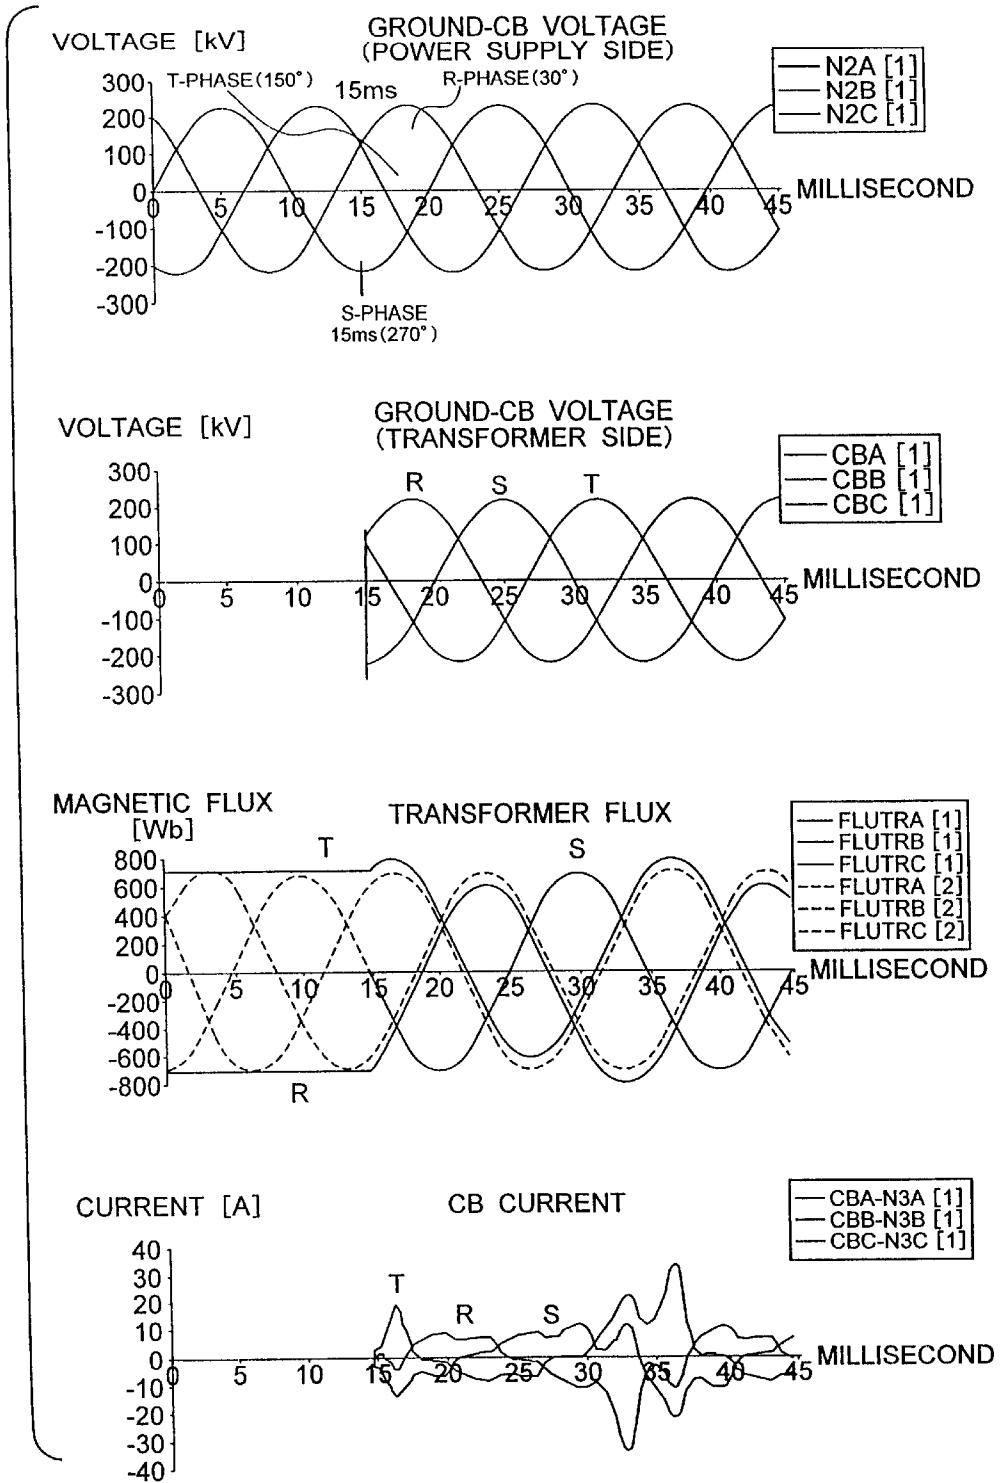 GROUND-CB VOLTAGE
(POWER SUPPLY SIDE)
VOLTAGE [kV]
T-PHASE(150°)
15ms
R-PHASE(30°)
N2A [1]
N2B [1]
N2C [1]
300
200
100
0
-100
-200
-300
0 5 10 15 20 25 30 35 40 45
MILLISECOND
S-PHASE
15ms(270°)
GROUND-CB VOLTAGE
(TRANSFORMER SIDE)
VOLTAGE [kV]
R S T
CBA [1]
CBB [1]
CBC [1]
300
200
100
0
-100
-200
-300
0 5 10 15 20 25 30 35 40 45
MILLISECOND
MAGNETIC FLUX
[Wb]
TRANSFORMER FLUX
T S
R
FLUTRA [1]
FLUTRB [1]
FLUTRC [1]
FLUTRA [2]
FLUTRB [2]
FLUTRC [2]
800
600
400
200
0
-200
-400
-600
-800
0 5 10 15 20 25 30 35 40 45
MILLISECOND
CURRENT [A]
CB CURRENT
T R S
CBA-N3A [1]
CBB-N3B [1]
CBC-N3C [1]
40
30
20
10
0
-10
-20
-30
-40
0 5 10 15 20 25 30 35 40 45
MILLISECOND